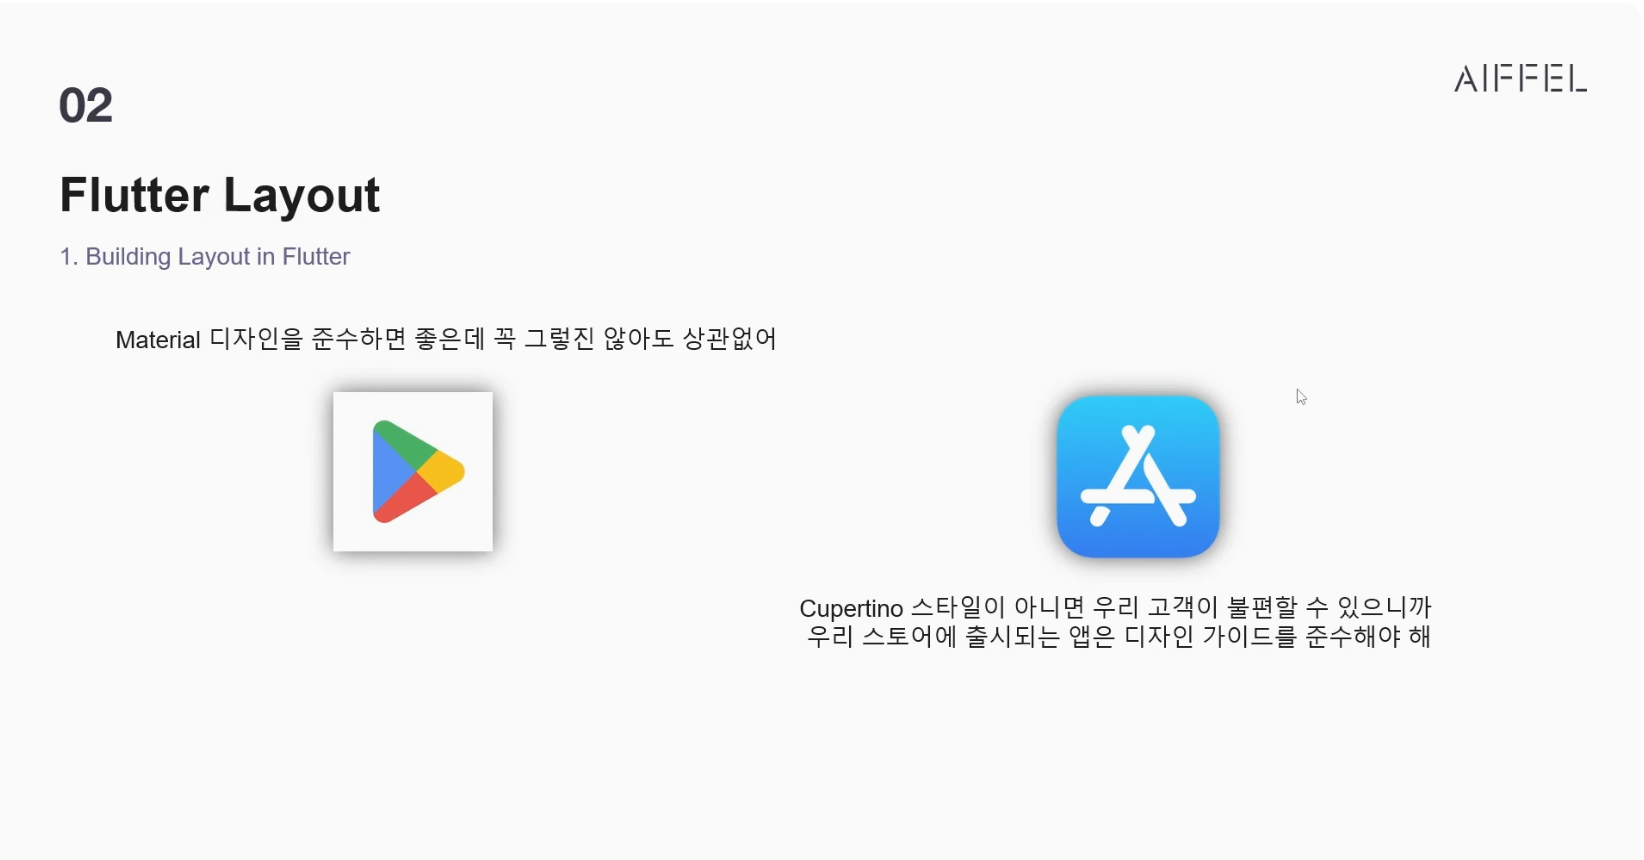 02
AIFFEL
Flutter Layout
1. Building Layout in Flutter
Material 디자인을 준수하면 좋은데 꼭 그렇진 않아도 상관없어
Cupertino 스타일이 아니면 우리 고객이 불편할 수 있으니까
우리 스토어에 출시되는 앱은 디자인 가이드를 준수해야 해